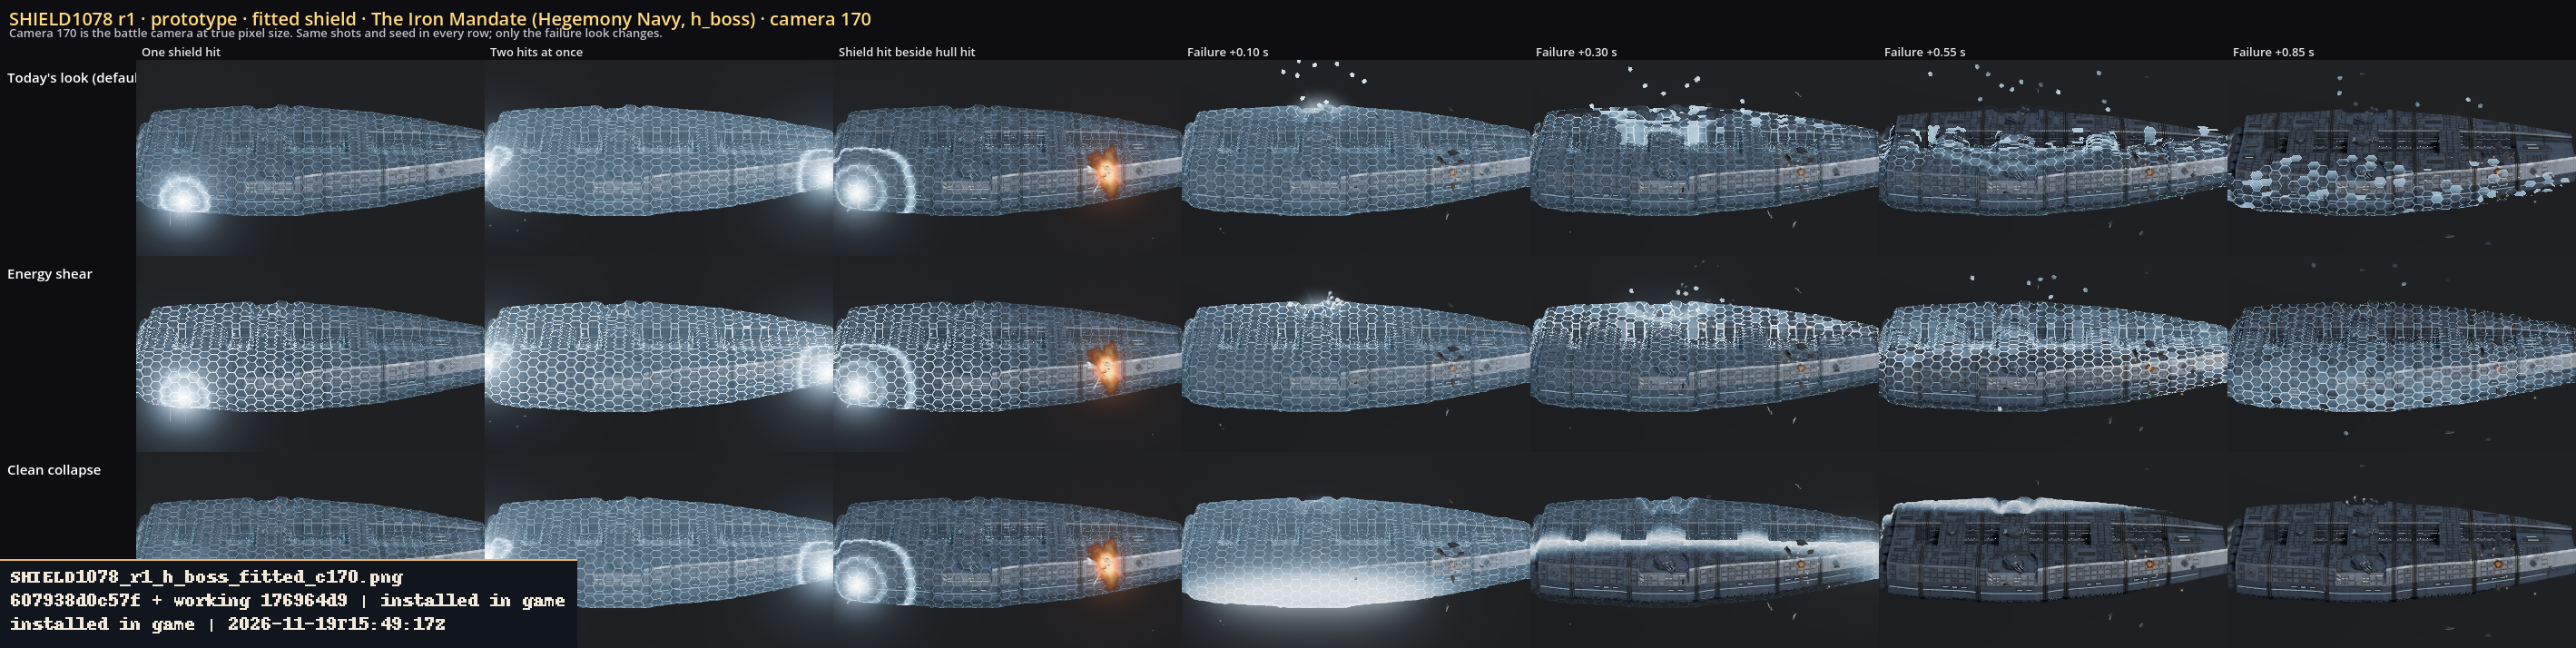 SHIELD1078 r1 · prototype · fitted shield · The Iron Mandate (Hegemony Navy, h_boss) · camera 170
Camera 170 is the battle camera at true pixel size. Same shots and seed in every row; only the failure look changes.
One shield hit
Two hits at once
Shield hit beside hull hit
Failure +0.10 s
Failure +0.30 s
Failure +0.55 s
Failure +0.85 s
Today's look (defaul
Energy shear
Clean collapse
SHIELD1078_r1_h_boss_fitted_c170.png
607938d0c57f + working 176964d9 | installed in game
installed in game | 2026-11-19T15:49:17Z